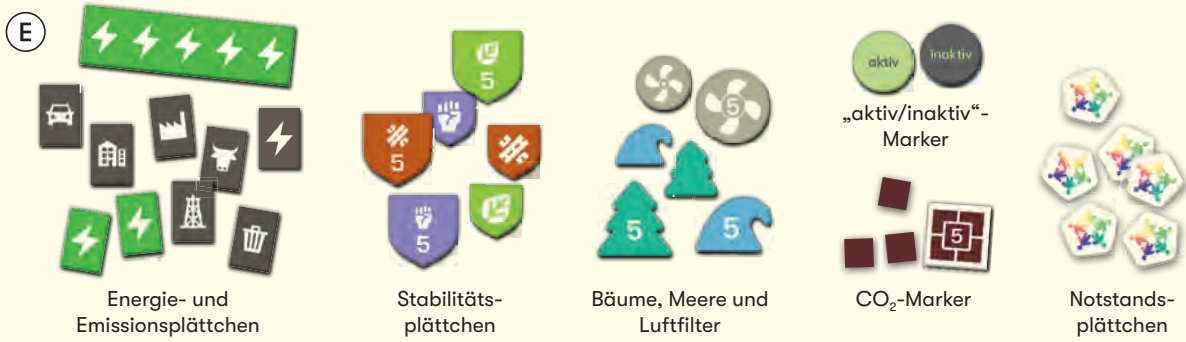 E
5
5
5
5
5
5
aktiv
inaktiv
„aktiv/inaktiv“-
Marker
5
Energie- und
Emissionsplättchen
Stabilitäts-
plättchen
Bäume, Meere und
Luftfilter
CO₂-Marker
Notstands-
plättchen